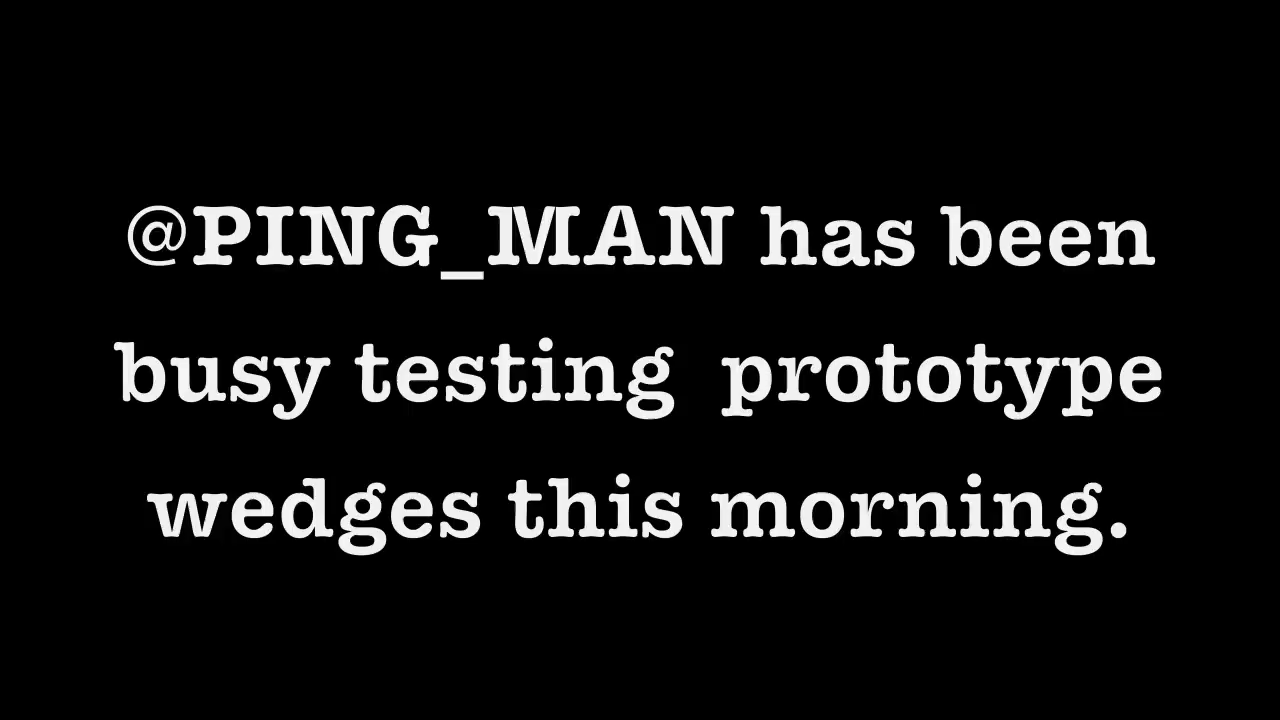 @PING_MAN has been
busy testing  prototype
wedges this morning.